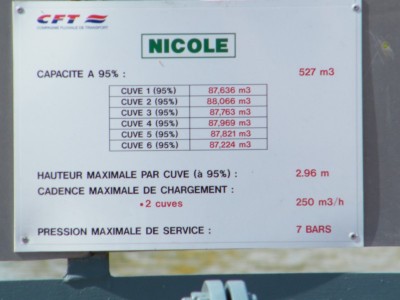 CFT
COMPAGNIE FLUVIALE DE TRANSPORT
NICOLE
CAPACITE A 95% : 527 m3
CUVE 1 (95%) 87,636 m3
CUVE 2 (95%) 88,066 m3
CUVE 3 (95%) 87,763 m3
CUVE 4 (95%) 87,969 m3
CUVE 5 (95%) 87,821 m3
CUVE 6 (95%) 87,224 m3
HAUTEUR MAXIMALE PAR CUVE (à 95%) : 2.96 m
CADENCE MAXIMALE DE CHARGEMENT :
• 2 cuves 250 m3/h
PRESSION MAXIMALE DE SERVICE : 7 BARS